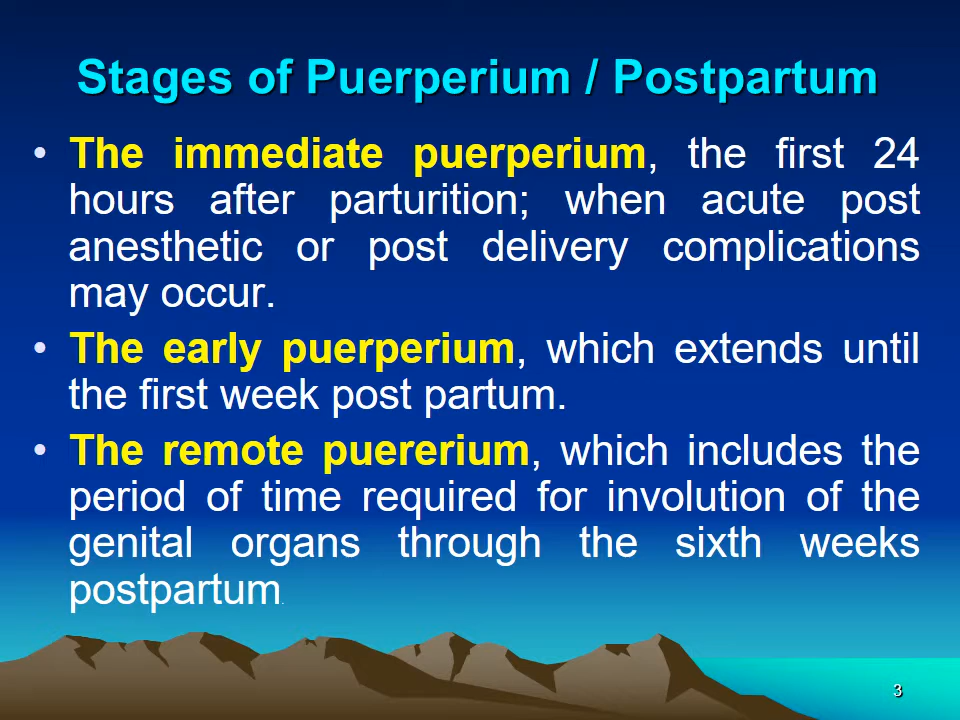 Stages of Puerperium / Postpartum
• The immediate puerperium, the first 24
hours after parturition; when acute post
anesthetic or post delivery complications
may occur.
• The early puerperium, which extends until
the first week post partum.
• The remote puererium, which includes the
period of time required for involution of the
genital organs through the sixth weeks
postpartum.
3